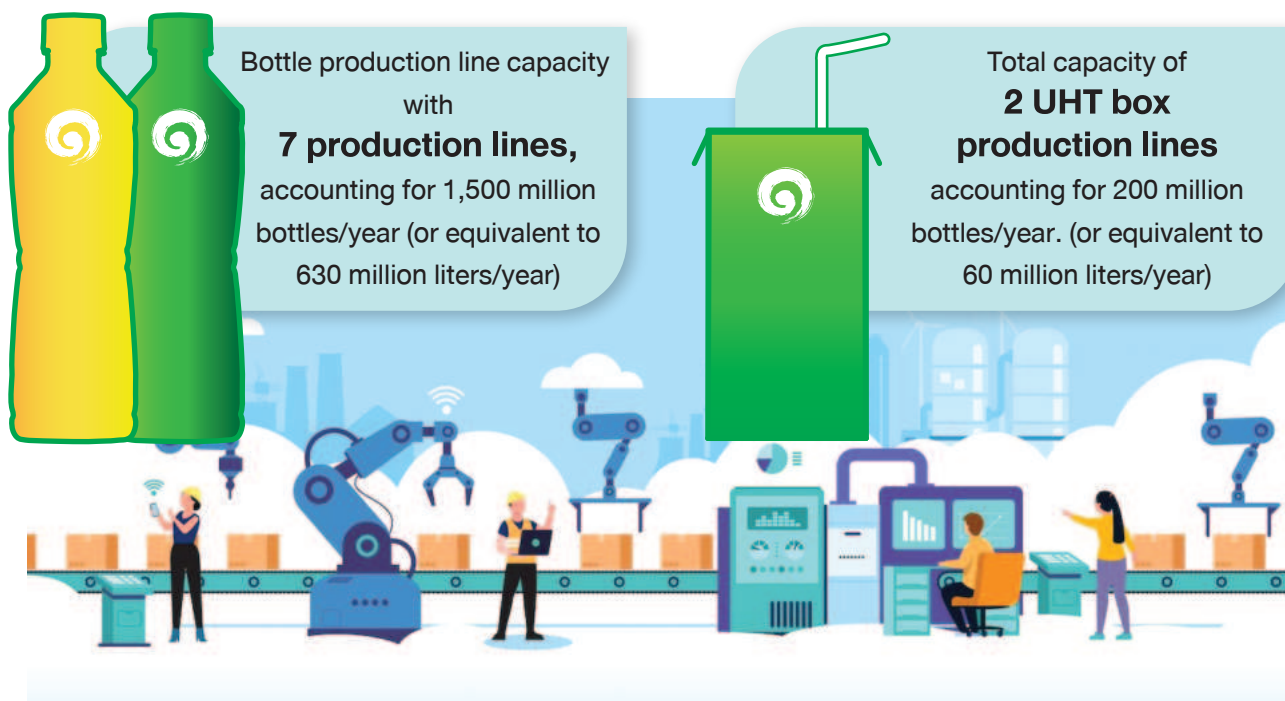 Bottle production line capacity
with
7 production lines,
accounting for 1,500 million
bottles/year (or equivalent to
630 million liters/year)
Total capacity of
2 UHT box
production lines
accounting for 200 million
bottles/year. (or equivalent to
60 million liters/year)